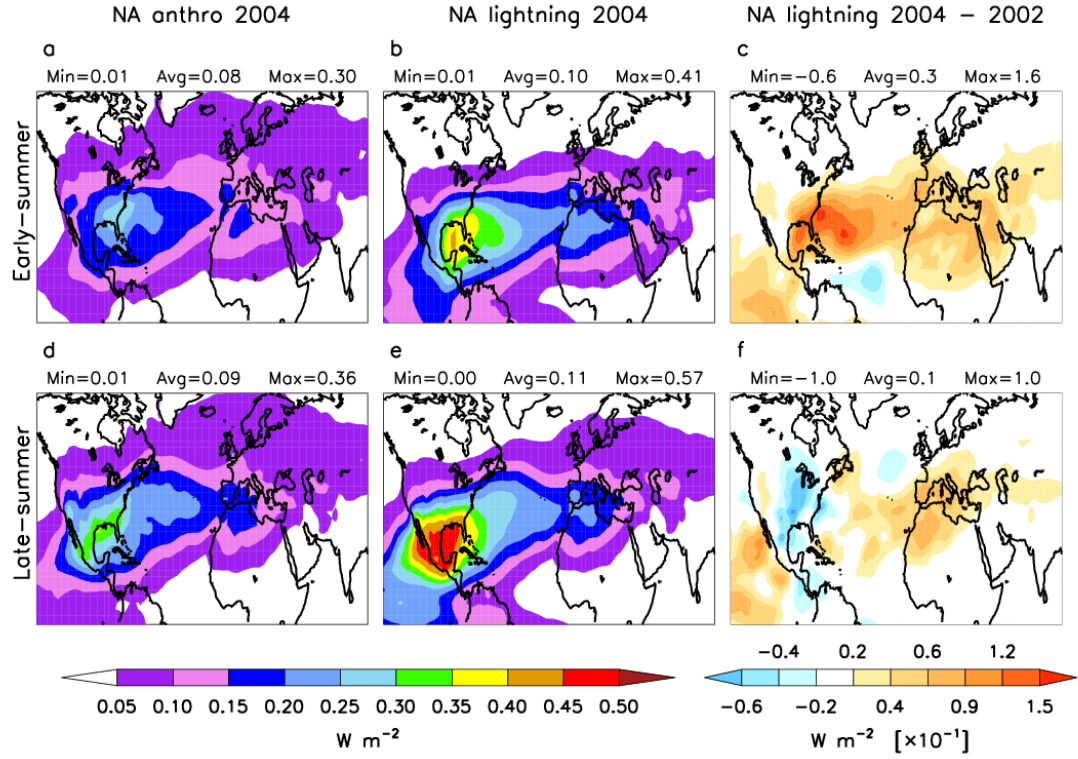 NA anthro 2004 NA lightning 2004 NA lightning 2004 − 2002
a b c
Min=0.01 Avg=0.08 Max=0.30 Min=0.01 Avg=0.10 Max=0.41 Min=−0.6 Avg=0.3 Max=1.6
Early−summer
d e f
Min=0.01 Avg=0.09 Max=0.36 Min=0.00 Avg=0.11 Max=0.57 Min=−1.0 Avg=0.1 Max=1.0
Late−summer
−0.4 0.2 0.6 1.2
0.05 0.10 0.15 0.20 0.25 0.30 0.35 0.40 0.45 0.50 −0.6 −0.2 0.4 0.9 1.5
W m⁻² W m⁻² [×10⁻¹]